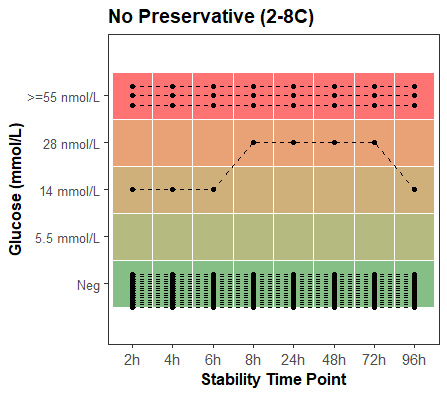 No Preservative (2-8C)
Glucose (mmol/L)
>=55 nmol/L
28 nmol/L
14 mmol/L
5.5 mmol/L
Neg
2h 4h 6h 8h 24h 48h 72h 96h
Stability Time Point